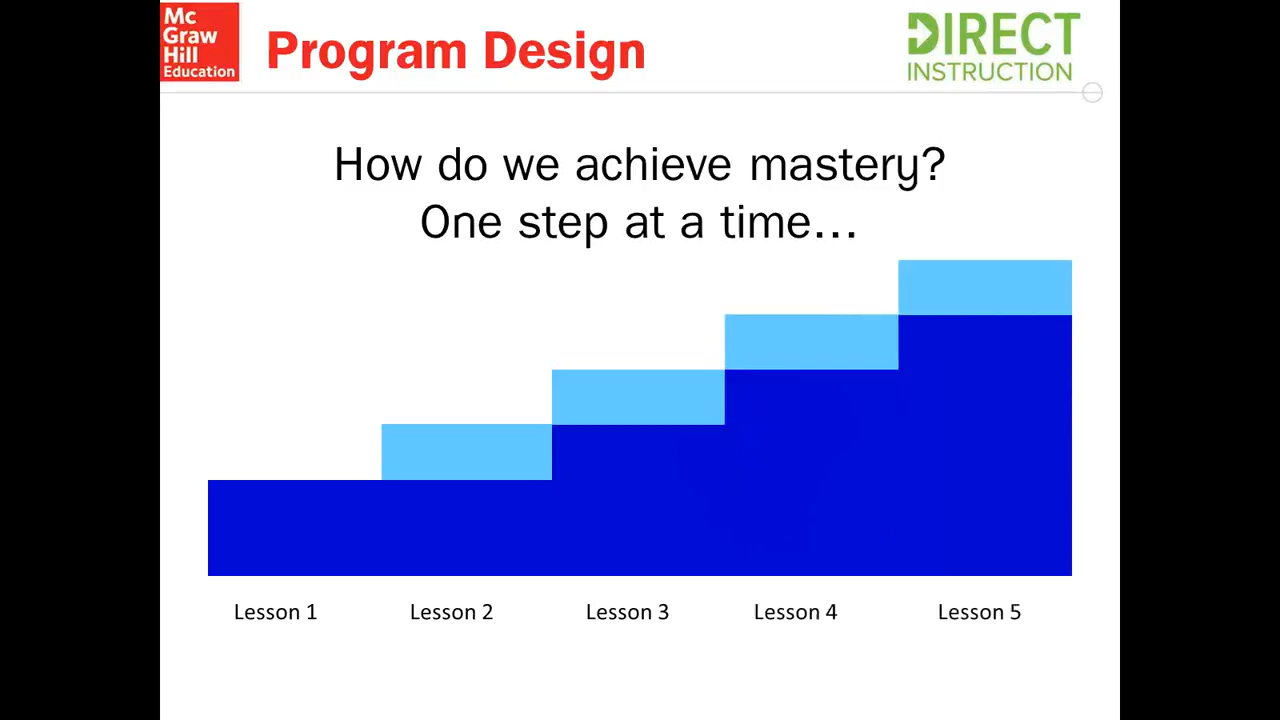 Mc
Graw
Hill
Education
Program Design
DIRECT
INSTRUCTION
How do we achieve mastery?
One step at a time...
Lesson 1 Lesson 2 Lesson 3 Lesson 4 Lesson 5